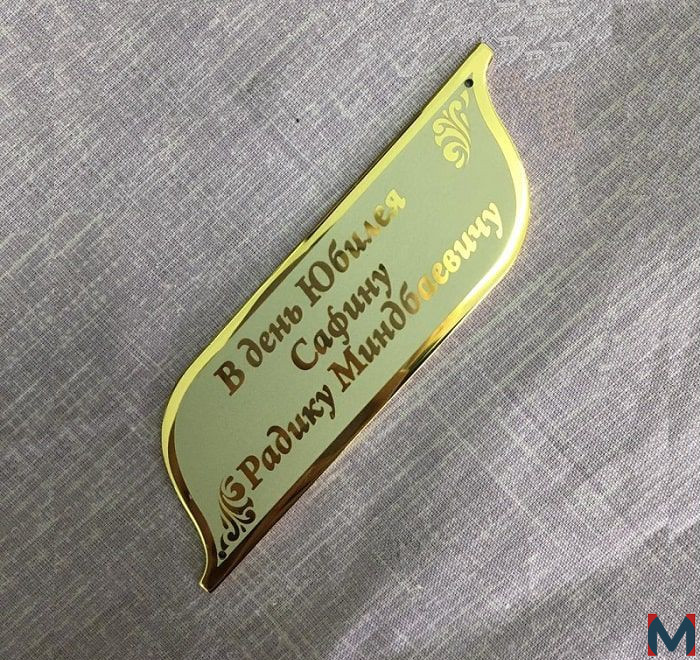 В день Юбилея
Сафину
Радику Миндбаевичу
M